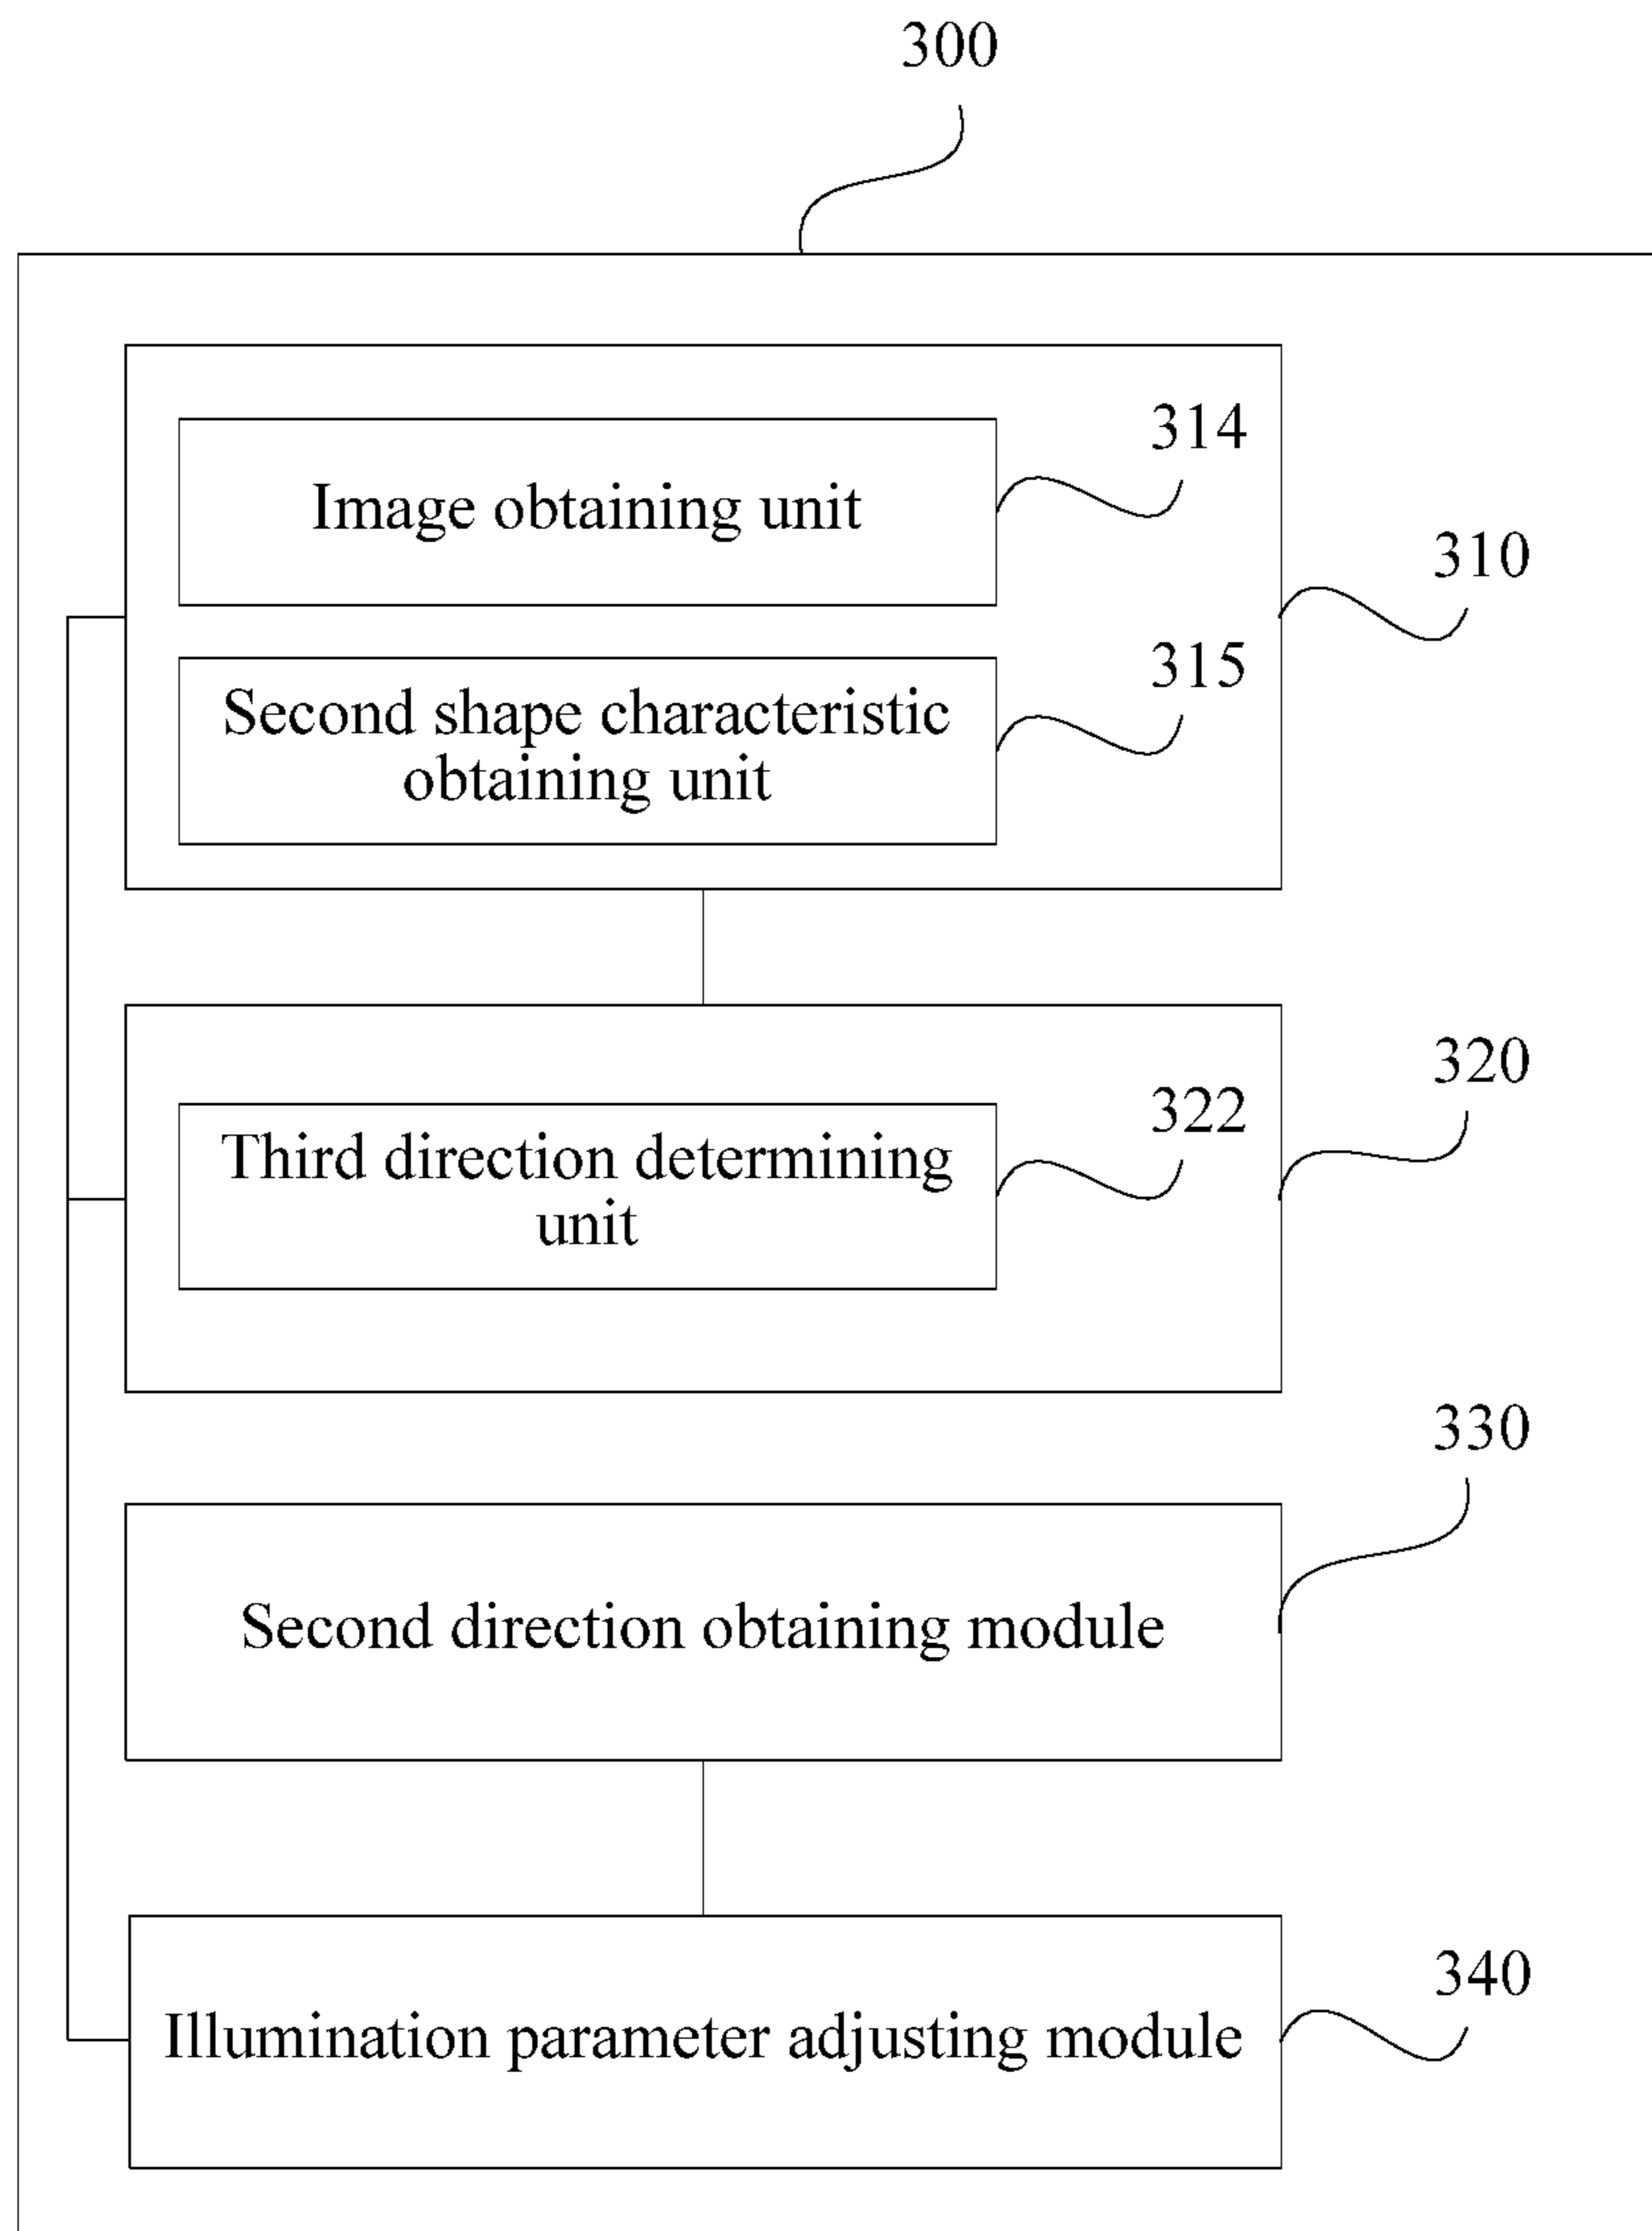 300
314
Image obtaining unit
310
315
Second shape characteristic
obtaining unit
320
322
Third direction determining
unit
330
Second direction obtaining module
340
Illumination parameter adjusting module